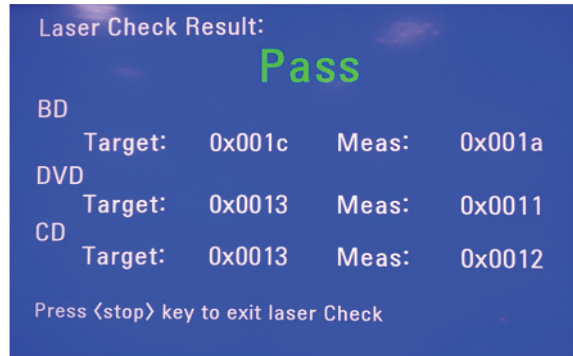 Laser Check Result:
Pass
BD
Target: 0x001c Meas: 0x001a
DVD
Target: 0x0013 Meas: 0x0011
CD
Target: 0x0013 Meas: 0x0012
Press 〈stop〉 key to exit laser Check